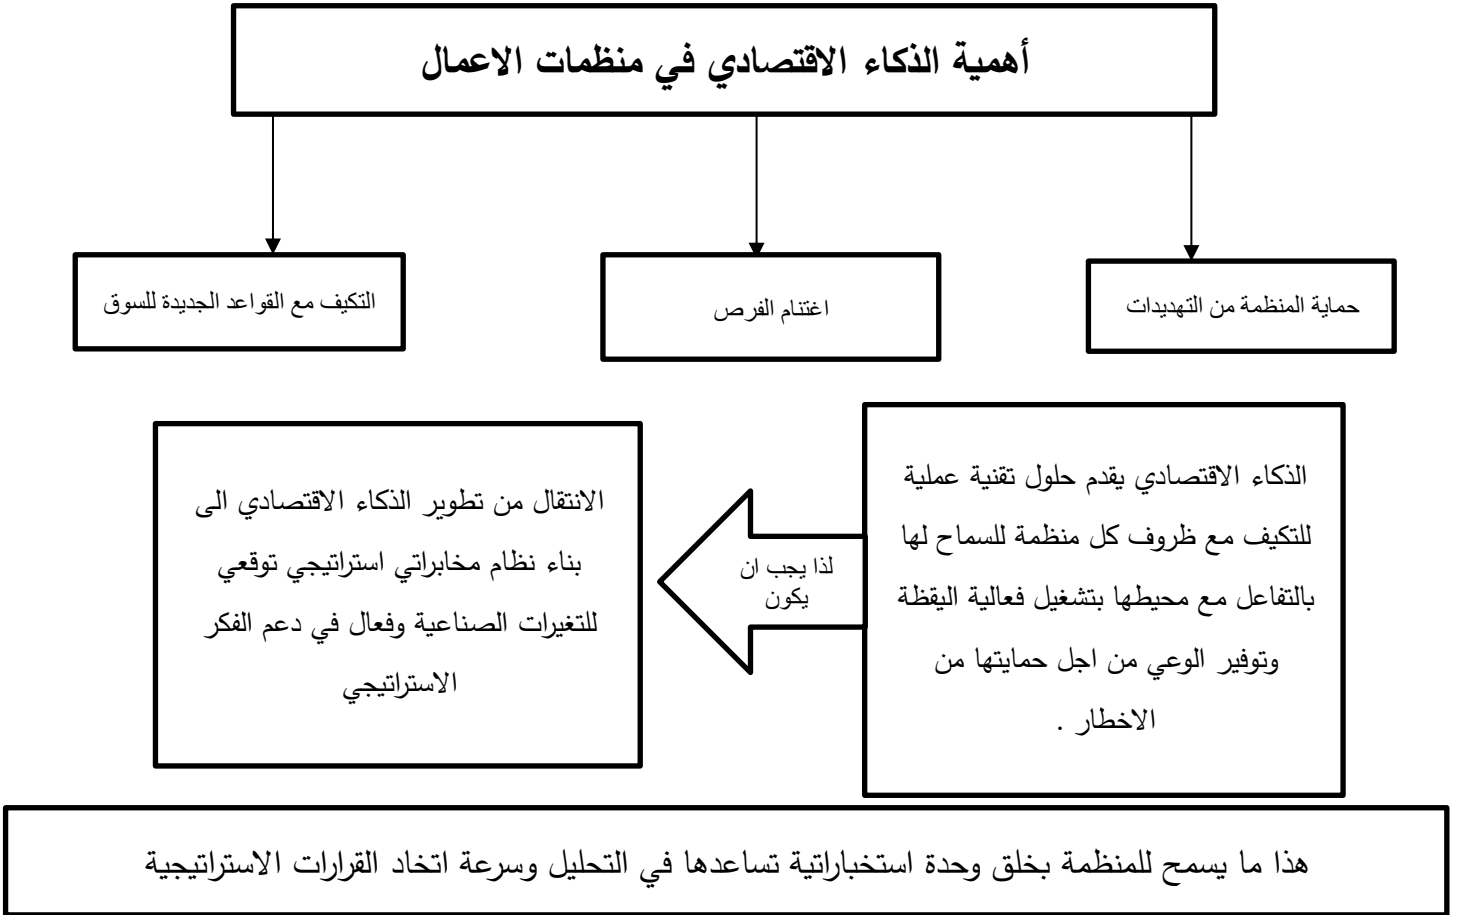 أهمية الذكاء الاقتصادي في منظمات الاعمال
حماية المنظمة من التهديدات
اغتنام الفرص
التكيف مع القواعد الجديدة للسوق
الذكاء الاقتصادي يقدم حلول تقنية عملية
للتكيف مع ظروف كل منظمة للسماح لها
بالتفاعل مع محيطها بتشغيل فعالية اليقظة
وتوفير الوعي من اجل حمايتها من
الاخطار .
لذا يجب ان
يكون
الانتقال من تطوير الذكاء الاقتصادي الى
بناء نظام مخابراتي استراتيجي توقعي
للتغيرات الصناعية وفعال في دعم الفكر
الاستراتيجي
هذا ما يسمح للمنظمة بخلق وحدة استخباراتية تساعدها في التحليل وسرعة اتخاد القرارات الاستراتيجية